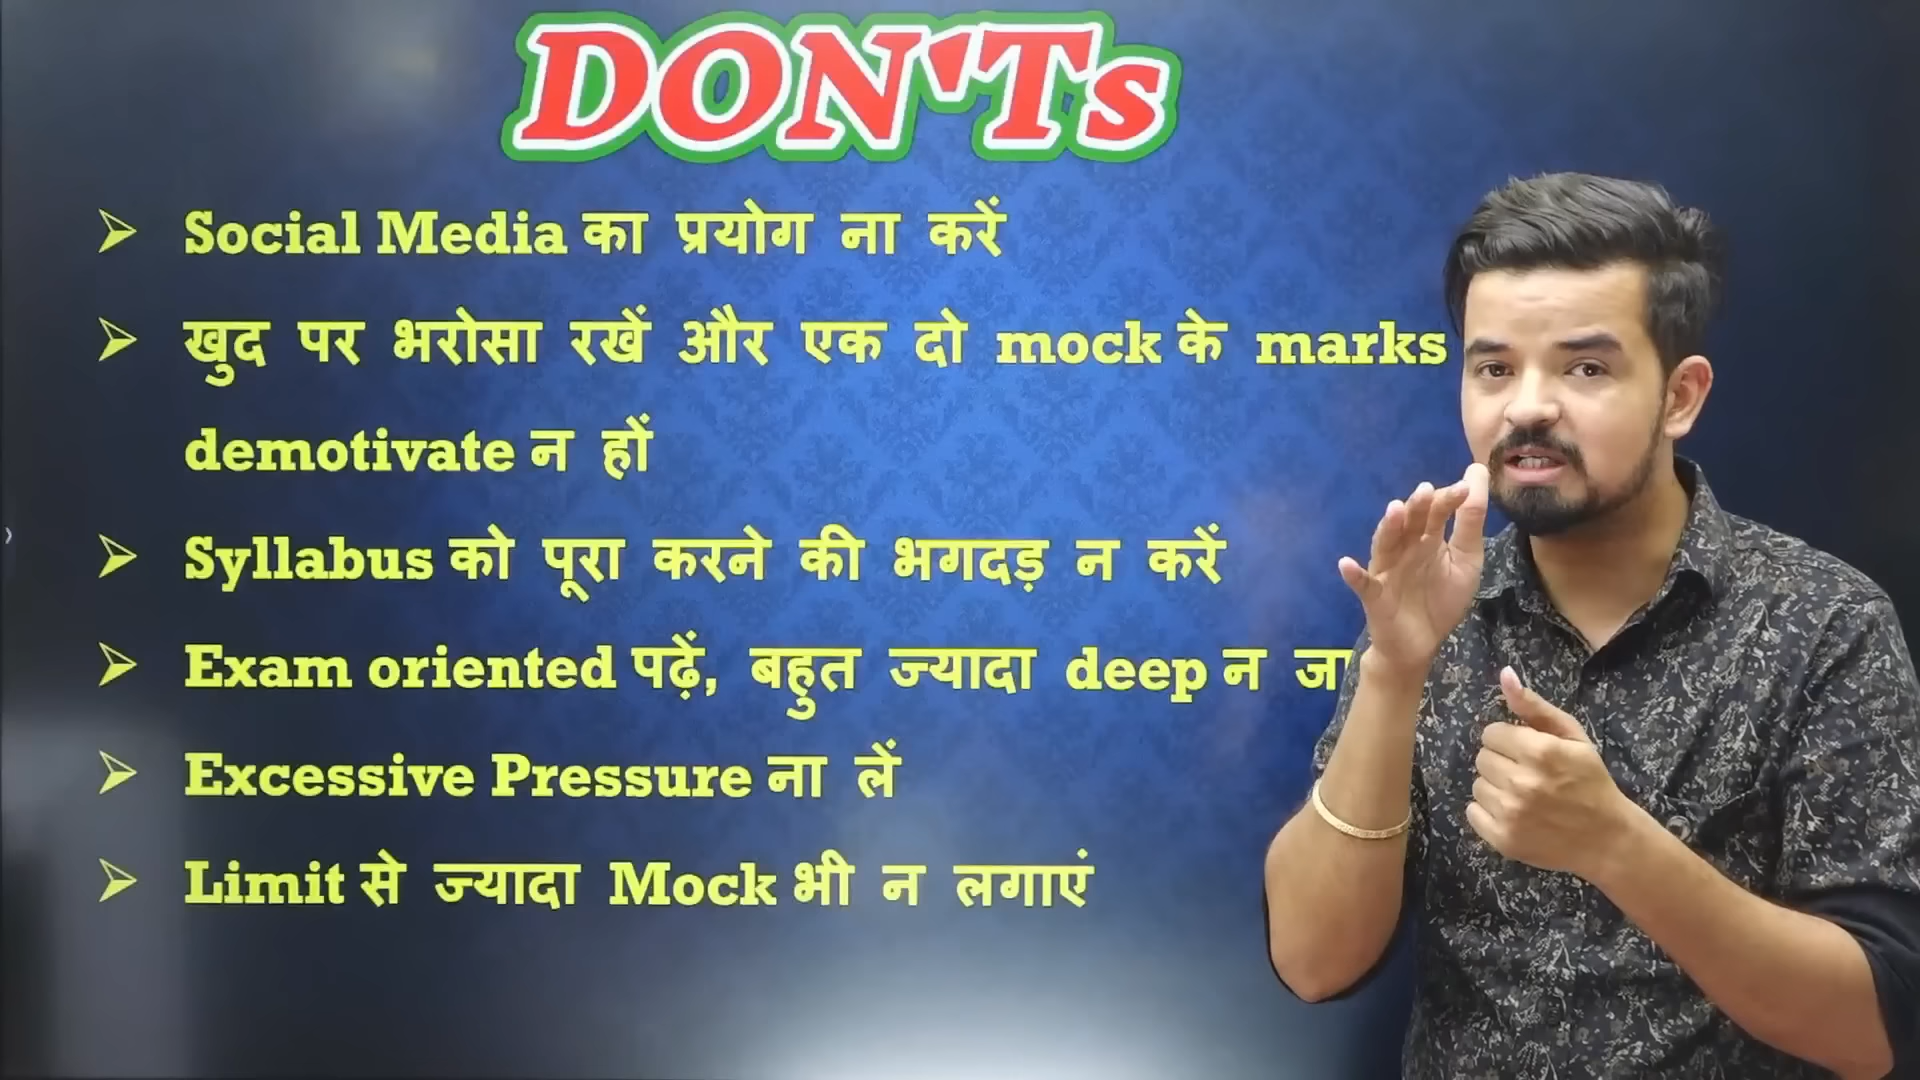 DON'Ts
Social Media का प्रयोग ना करें
खुद पर भरोसा रखें और एक दो mock के marks
demotivate न हों
Syllabus को पूरा करने की भगदड़ न करें
Exam oriented पढ़ें, बहुत ज्यादा deep न
Excessive Pressure ना लें
Limit से ज्यादा Mock भी न लगाएं